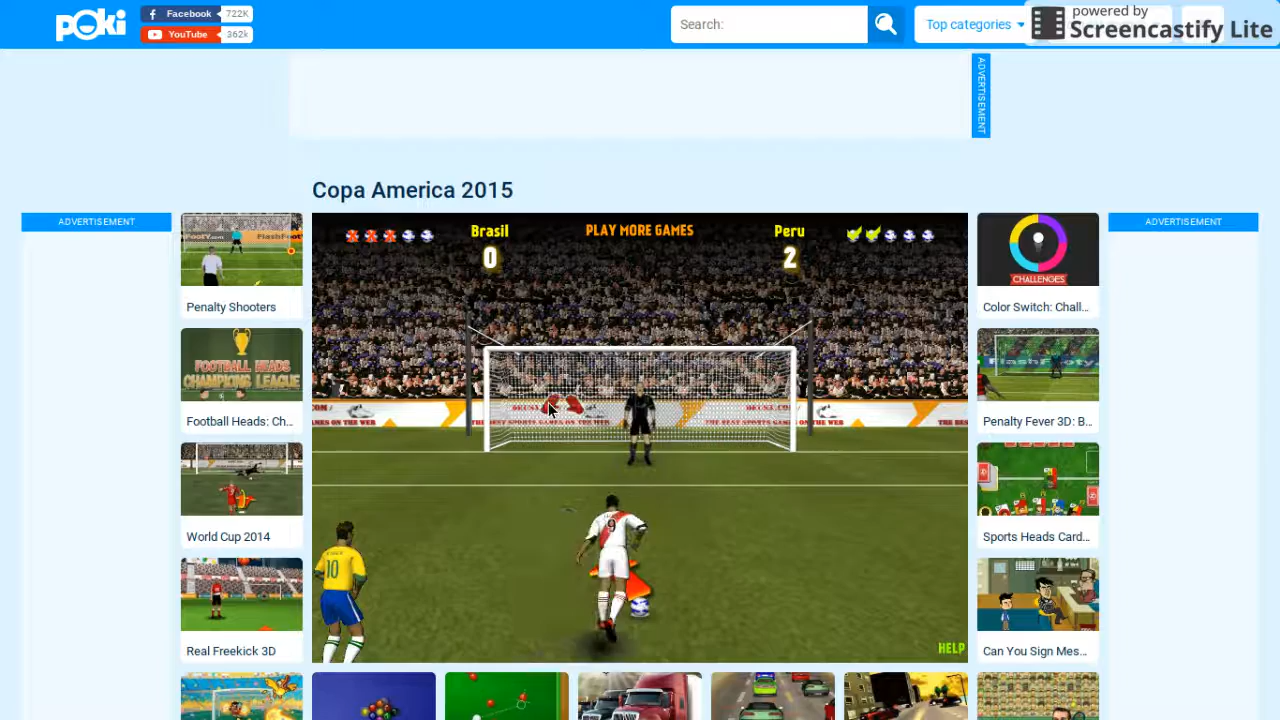 POKi
Facebook 722K
YouTube 362k
Search:
Top categories
powered by
Screencastify Lite
ADVERTISEMENT
Copa America 2015
ADVERTISEMENT
ADVERTISEMENT
Brasil
0
PLAY MORE GAMES
Peru
2
HELP
9
10
Penalty Shooters
FOOTBALL HEADS
CHAMPIONS LEAGUE
Football Heads: Ch...
World Cup 2014
Real Freekick 3D
CHALLENGES
Color Switch: Chall...
Penalty Fever 3D: B...
Sports Heads Card...
Can You Sign Mes...